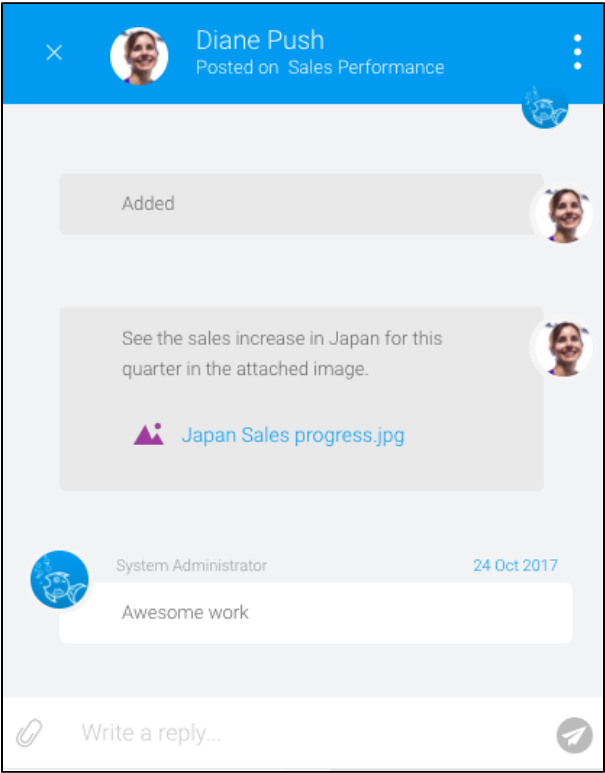 Diane Push
Posted on Sales Performance
Added
See the sales increase in Japan for this
quarter in the attached image.
Japan Sales progress.jpg
System Administrator 24 Oct 2017
Awesome work
Write a reply...